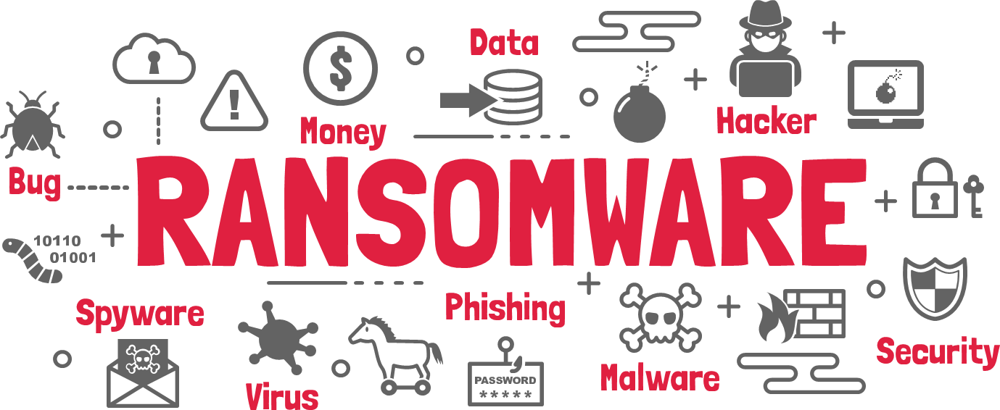 Data
Money
Hacker
Bug
RANSOMWARE
10110
01001
Spyware
Phishing
Virus
PASSWORD
*****
Malware
Security
$
!